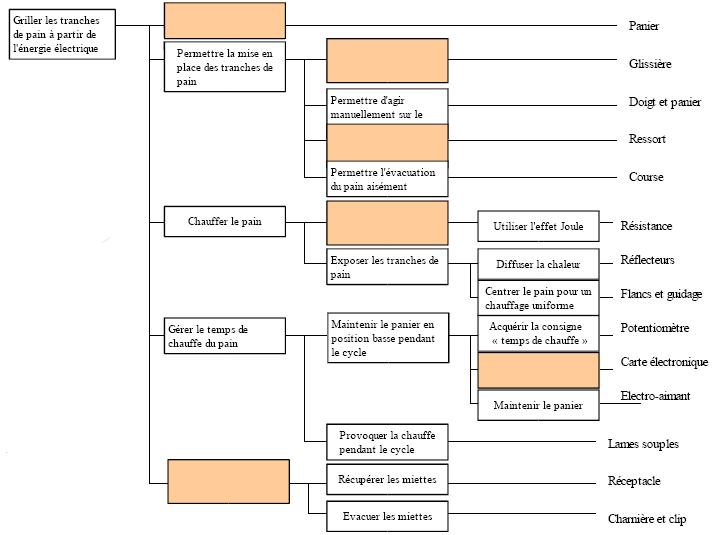 Griller les tranches
de pain à partir de
l'énergie électrique
Panier
Permettre la mise en
place des tranches de
pain
Glissière
Permettre d'agir
manuellement sur le
Doigt et panier
Ressort
Permettre l'évacuation
du pain aisément
Course
Chauffer le pain
Utiliser l'effet Joule
Résistance
Exposer les tranches de
pain
Diffuser la chaleur
Réflecteurs
Centrer le pain pour un
chauffage uniforme
Flancs et guidage
Gérer le temps de
chauffe du pain
Maintenir le panier en
position basse pendant
le cycle
Acquérir la consigne
« temps de chauffe »
Potentiomètre
Carte électronique
Maintenir le panier
Electro-aimant
Provoquer la chauffe
pendant le cycle
Lames souples
Récupérer les miettes
Réceptacle
Evacuer les miettes
Charnière et clip